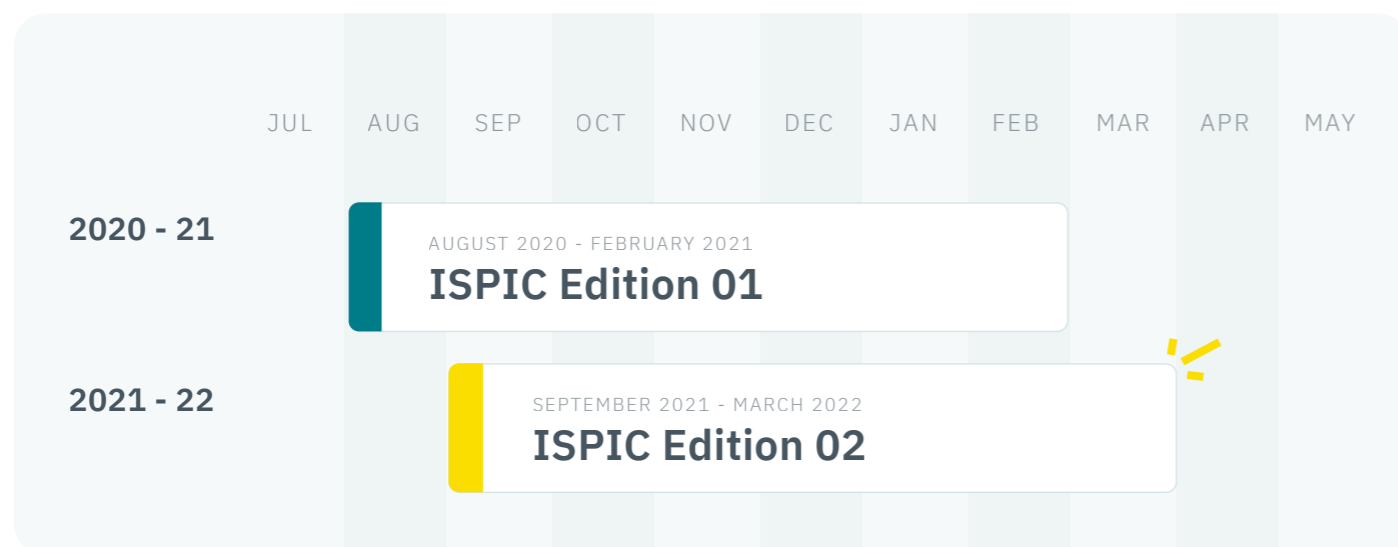 JUL AUG SEP OCT NOV DEC JAN FEB MAR APR MAY
2020 - 21
AUGUST 2020 - FEBRUARY 2021
ISPIC Edition 01
2021 - 22
SEPTEMBER 2021 - MARCH 2022
ISPIC Edition 02